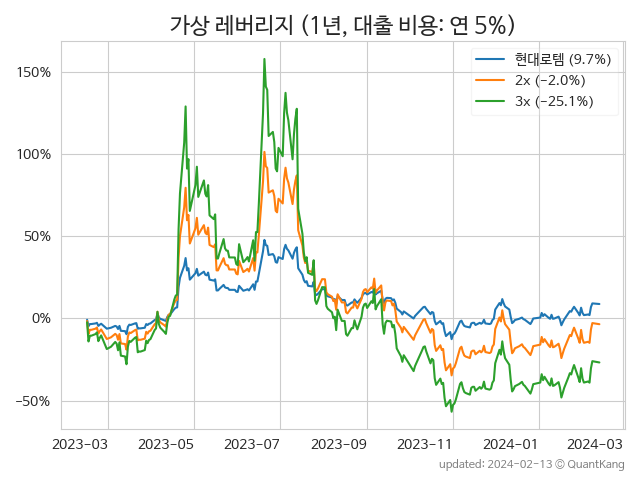 가상 레버리지 (1년, 대출 비용: 연 5%)
현대로템 (9.7%)
2x (−2.0%)
3x (−25.1%)
150%
100%
50%
0%
−50%
2023-03 2023-05 2023-07 2023-09 2023-11 2024-01 2024-03
updated: 2024-02-13 © QuantKang